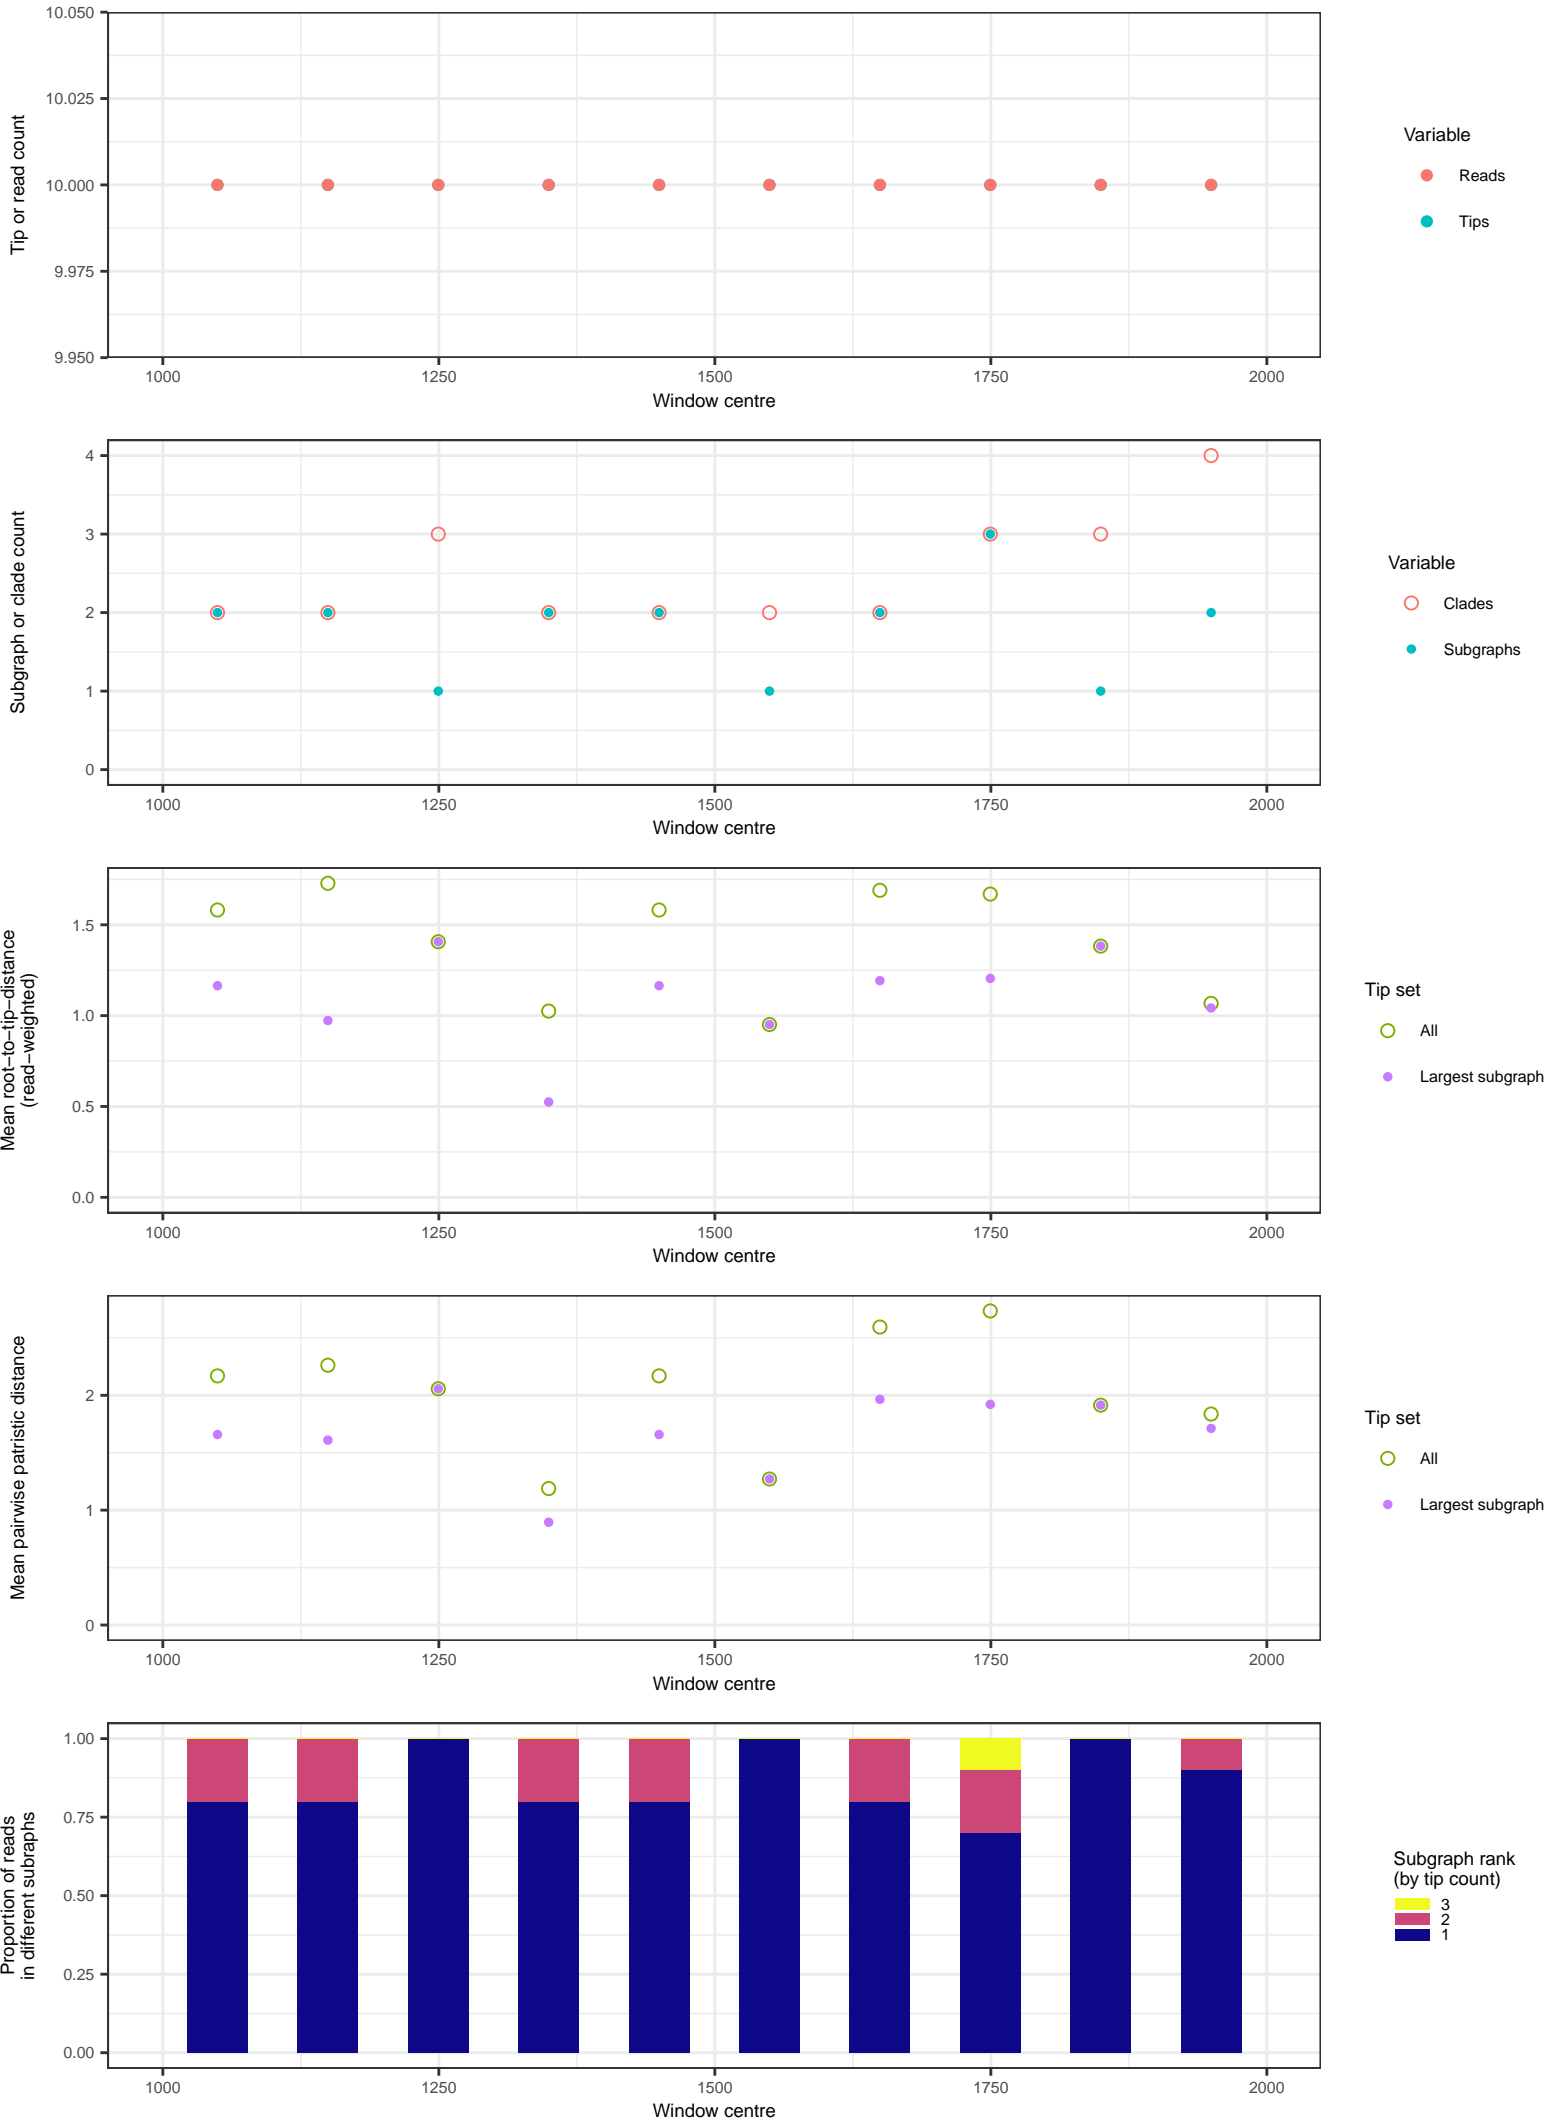 10.050
10.025
10.000
9.975
9.950
Tip or read count
1000 1250 1500 1750 2000
Window centre
Variable
Reads
Tips
4
3
2
1
0
Subgraph or clade count
1000 1250 1500 1750 2000
Window centre
Variable
Clades
Subgraphs
1.5
1.0
0.5
0.0
Mean root−to−tip−distance
(read−weighted)
1000 1250 1500 1750 2000
Window centre
Tip set
All
Largest subgraph
2
1
0
Mean pairwise patristic distance
1000 1250 1500 1750 2000
Window centre
Tip set
All
Largest subgraph
1.00
0.75
0.50
0.25
0.00
Proportion of reads
in different subraphs
1000 1250 1500 1750 2000
Window centre
Subgraph rank
(by tip count)
3
2
1